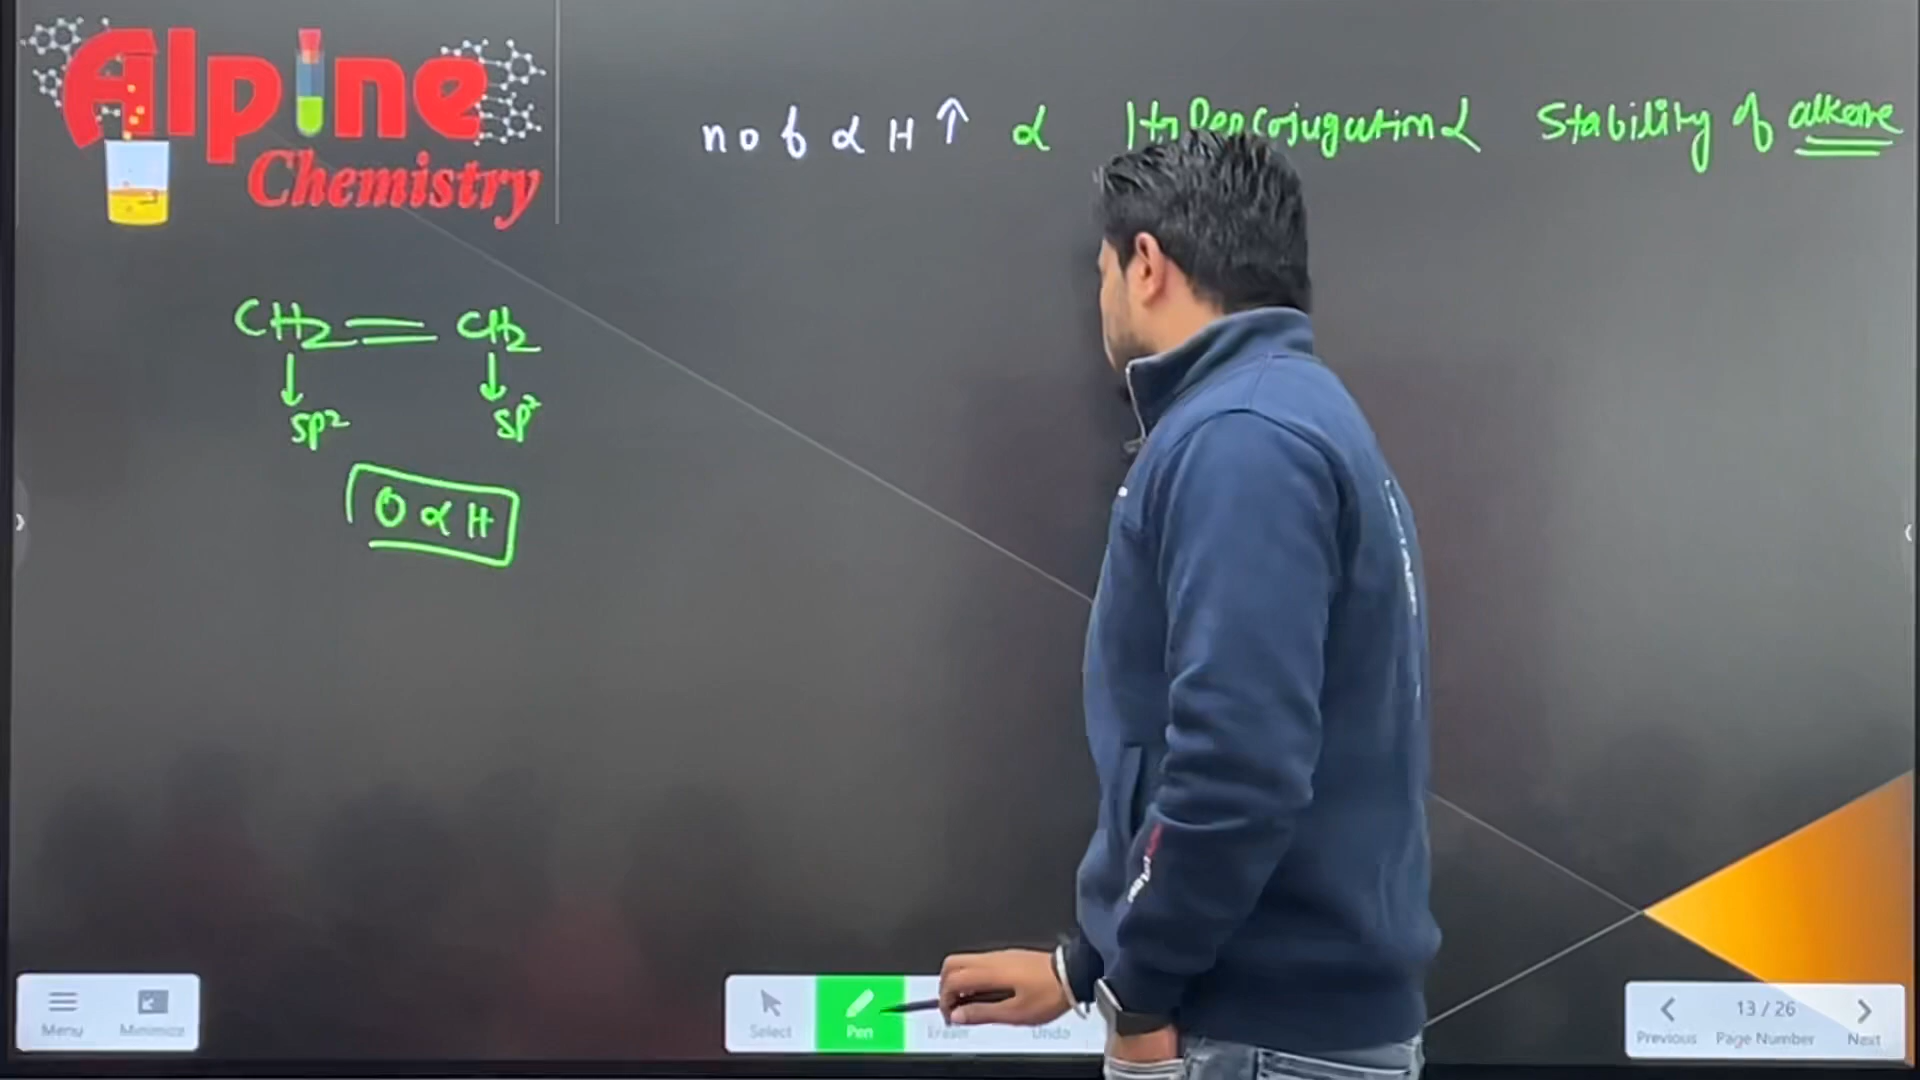 Alpine
Chemistry
no of α H ↑ α Hyperconjugation α Stability of alkene
CH2 = CH2
↓ ↓
SP² SP²
0 α H
Menu
Minimize
Select
Pen
Eraser
Undo
13 / 26
Previous Page Number Next